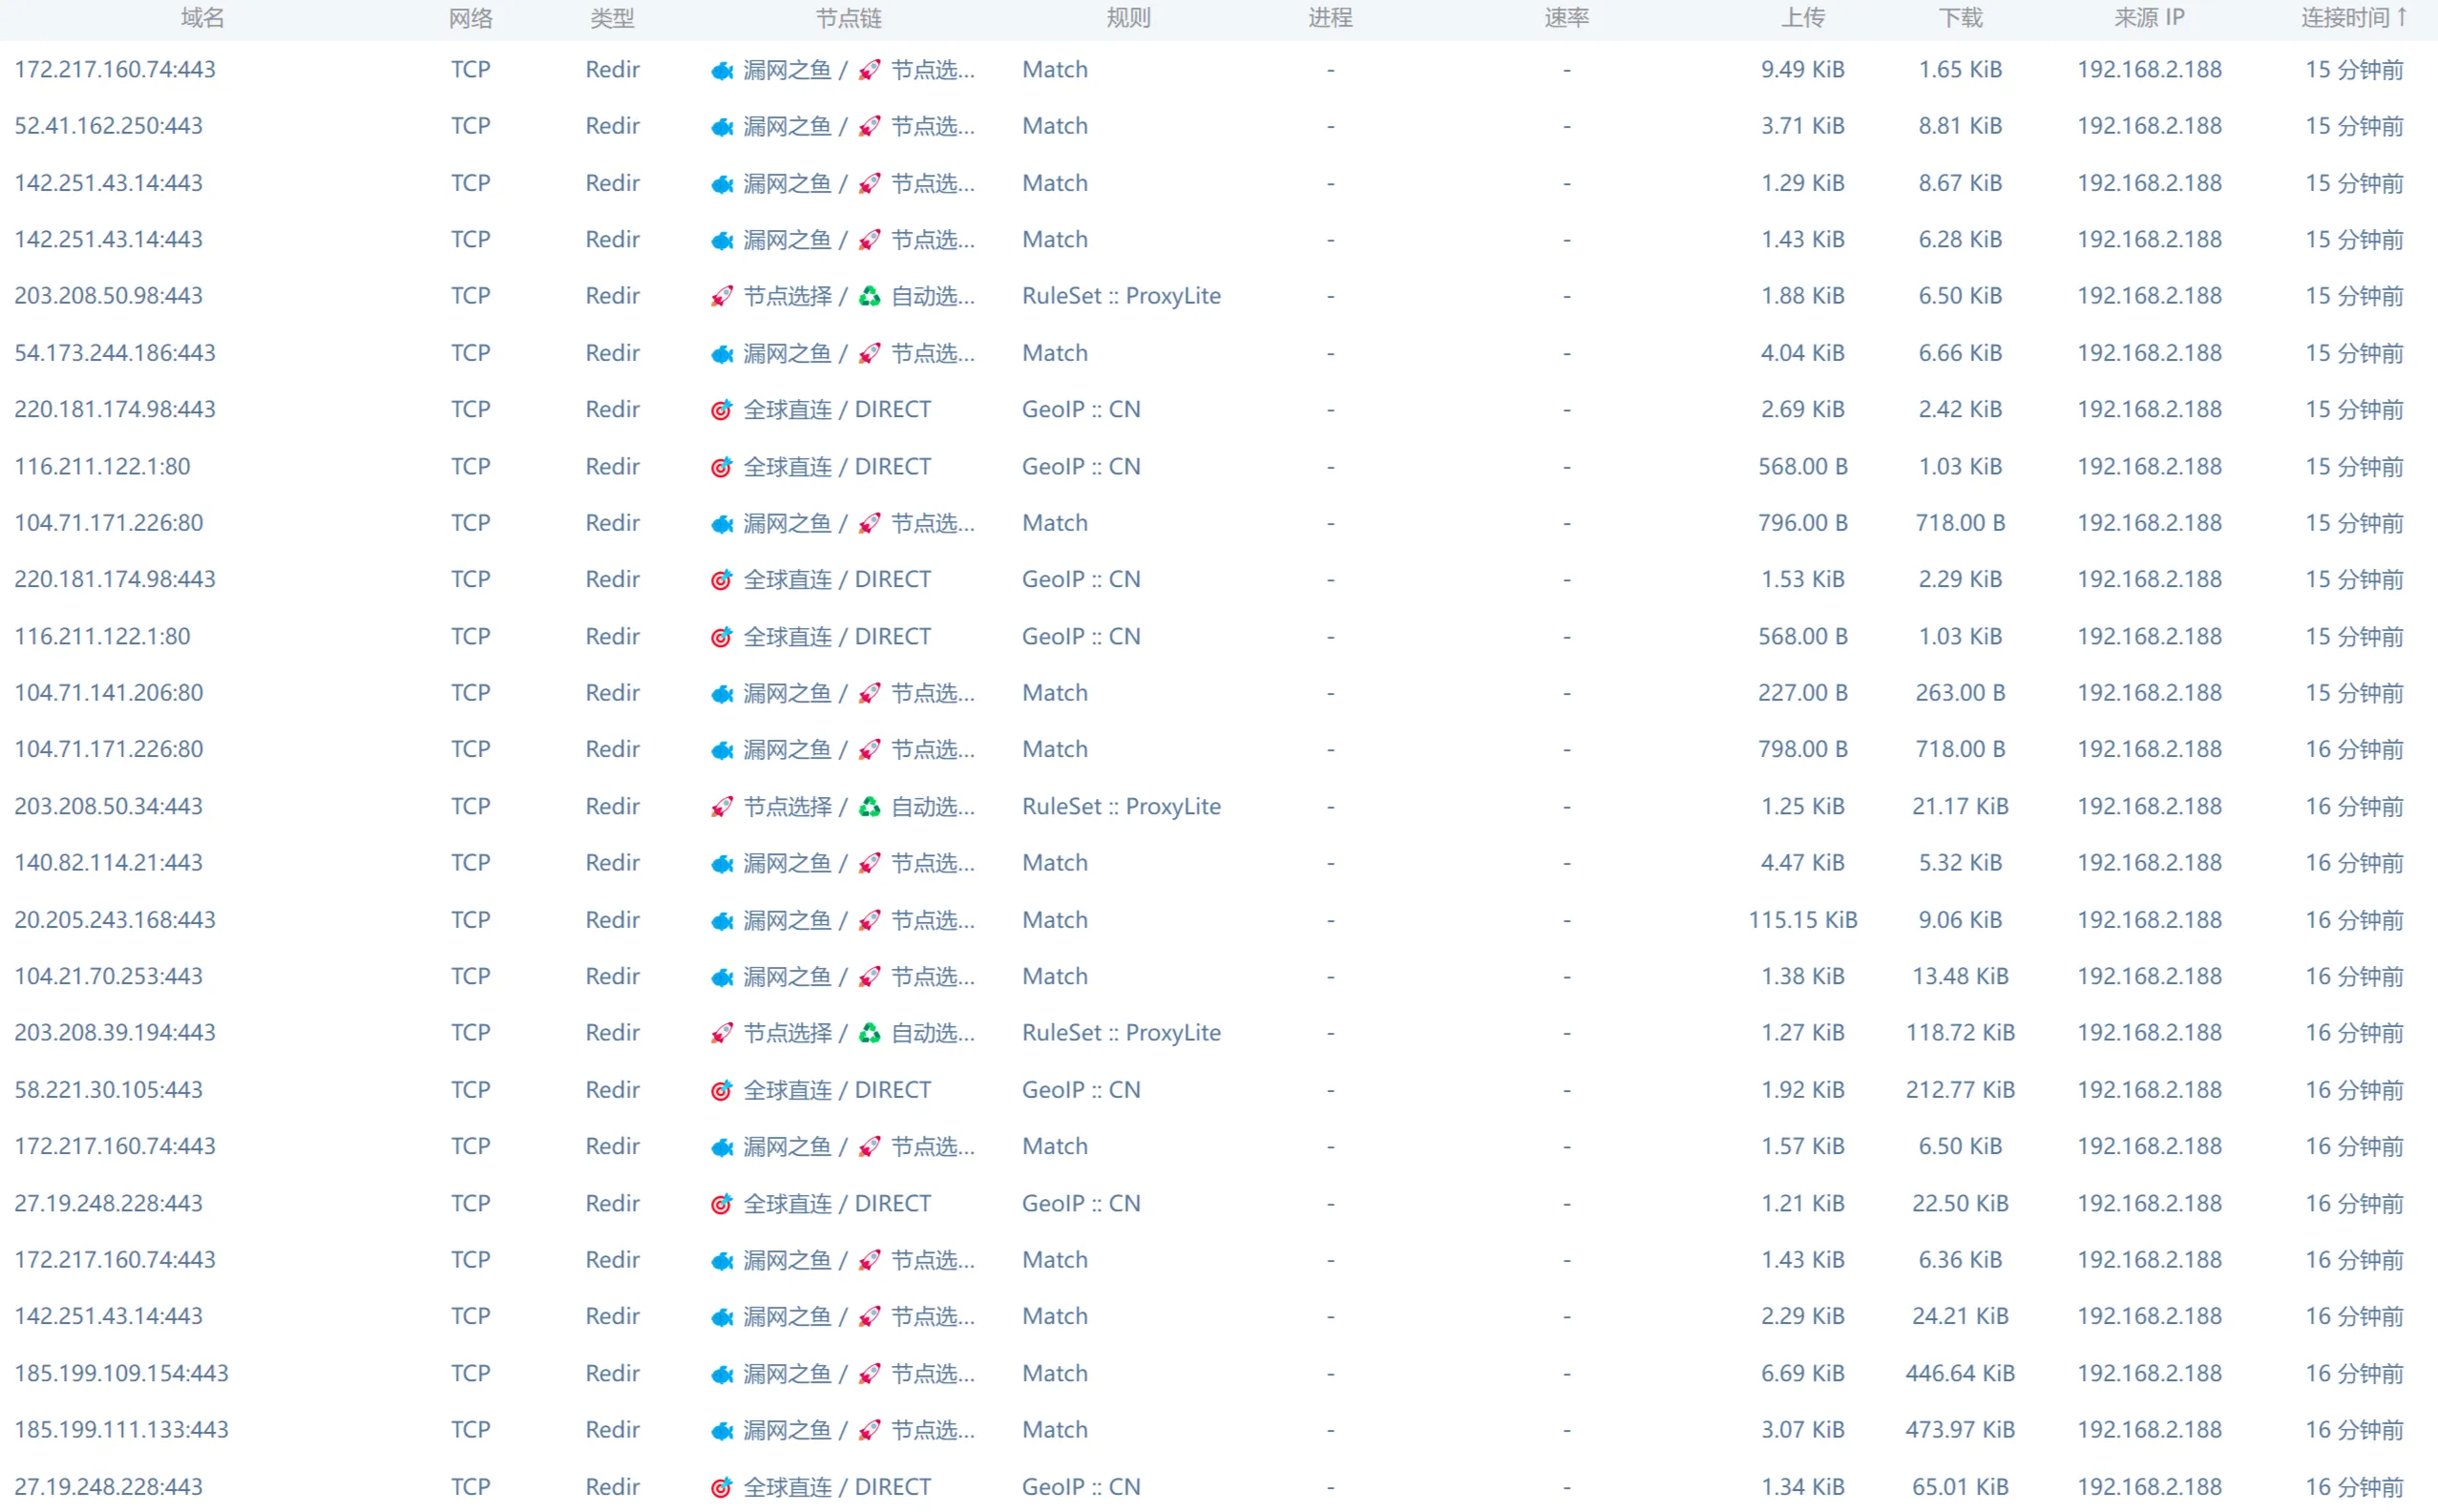 域名 网络 类型 节点链 规则 进程 速率 上传 下载 来源 IP 连接时间↑
172.217.160.74:443 TCP Redir 漏网之鱼 / 节点选... Match - - 9.49 KiB 1.65 KiB 192.168.2.188 15 分钟前
52.41.162.250:443 TCP Redir 漏网之鱼 / 节点选... Match - - 3.71 KiB 8.81 KiB 192.168.2.188 15 分钟前
142.251.43.14:443 TCP Redir 漏网之鱼 / 节点选... Match - - 1.29 KiB 8.67 KiB 192.168.2.188 15 分钟前
142.251.43.14:443 TCP Redir 漏网之鱼 / 节点选... Match - - 1.43 KiB 6.28 KiB 192.168.2.188 15 分钟前
203.208.50.98:443 TCP Redir 节点选择 / 自动选... RuleSet :: ProxyLite - - 1.88 KiB 6.50 KiB 192.168.2.188 15 分钟前
54.173.244.186:443 TCP Redir 漏网之鱼 / 节点选... Match - - 4.04 KiB 6.66 KiB 192.168.2.188 15 分钟前
220.181.174.98:443 TCP Redir 全球直连 / DIRECT GeoIP :: CN - - 2.69 KiB 2.42 KiB 192.168.2.188 15 分钟前
116.211.122.1:80 TCP Redir 全球直连 / DIRECT GeoIP :: CN - - 568.00 B 1.03 KiB 192.168.2.188 15 分钟前
104.71.171.226:80 TCP Redir 漏网之鱼 / 节点选... Match - - 796.00 B 718.00 B 192.168.2.188 15 分钟前
220.181.174.98:443 TCP Redir 全球直连 / DIRECT GeoIP :: CN - - 1.53 KiB 2.29 KiB 192.168.2.188 15 分钟前
116.211.122.1:80 TCP Redir 全球直连 / DIRECT GeoIP :: CN - - 568.00 B 1.03 KiB 192.168.2.188 15 分钟前
104.71.141.206:80 TCP Redir 漏网之鱼 / 节点选... Match - - 227.00 B 263.00 B 192.168.2.188 15 分钟前
104.71.171.226:80 TCP Redir 漏网之鱼 / 节点选... Match - - 798.00 B 718.00 B 192.168.2.188 16 分钟前
203.208.50.34:443 TCP Redir 节点选择 / 自动选... RuleSet :: ProxyLite - - 1.25 KiB 21.17 KiB 192.168.2.188 16 分钟前
140.82.114.21:443 TCP Redir 漏网之鱼 / 节点选... Match - - 4.47 KiB 5.32 KiB 192.168.2.188 16 分钟前
20.205.243.168:443 TCP Redir 漏网之鱼 / 节点选... Match - - 115.15 KiB 9.06 KiB 192.168.2.188 16 分钟前
104.21.70.253:443 TCP Redir 漏网之鱼 / 节点选... Match - - 1.38 KiB 13.48 KiB 192.168.2.188 16 分钟前
203.208.39.194:443 TCP Redir 节点选择 / 自动选... RuleSet :: ProxyLite - - 1.27 KiB 118.72 KiB 192.168.2.188 16 分钟前
58.221.30.105:443 TCP Redir 全球直连 / DIRECT GeoIP :: CN - - 1.92 KiB 212.77 KiB 192.168.2.188 16 分钟前
172.217.160.74:443 TCP Redir 漏网之鱼 / 节点选... Match - - 1.57 KiB 6.50 KiB 192.168.2.188 16 分钟前
27.19.248.228:443 TCP Redir 全球直连 / DIRECT GeoIP :: CN - - 1.21 KiB 22.50 KiB 192.168.2.188 16 分钟前
172.217.160.74:443 TCP Redir 漏网之鱼 / 节点选... Match - - 1.43 KiB 6.36 KiB 192.168.2.188 16 分钟前
142.251.43.14:443 TCP Redir 漏网之鱼 / 节点选... Match - - 2.29 KiB 24.21 KiB 192.168.2.188 16 分钟前
185.199.109.154:443 TCP Redir 漏网之鱼 / 节点选... Match - - 6.69 KiB 446.64 KiB 192.168.2.188 16 分钟前
185.199.111.133:443 TCP Redir 漏网之鱼 / 节点选... Match - - 3.07 KiB 473.97 KiB 192.168.2.188 16 分钟前
27.19.248.228:443 TCP Redir 全球直连 / DIRECT GeoIP :: CN - - 1.34 KiB 65.01 KiB 192.168.2.188 16 分钟前